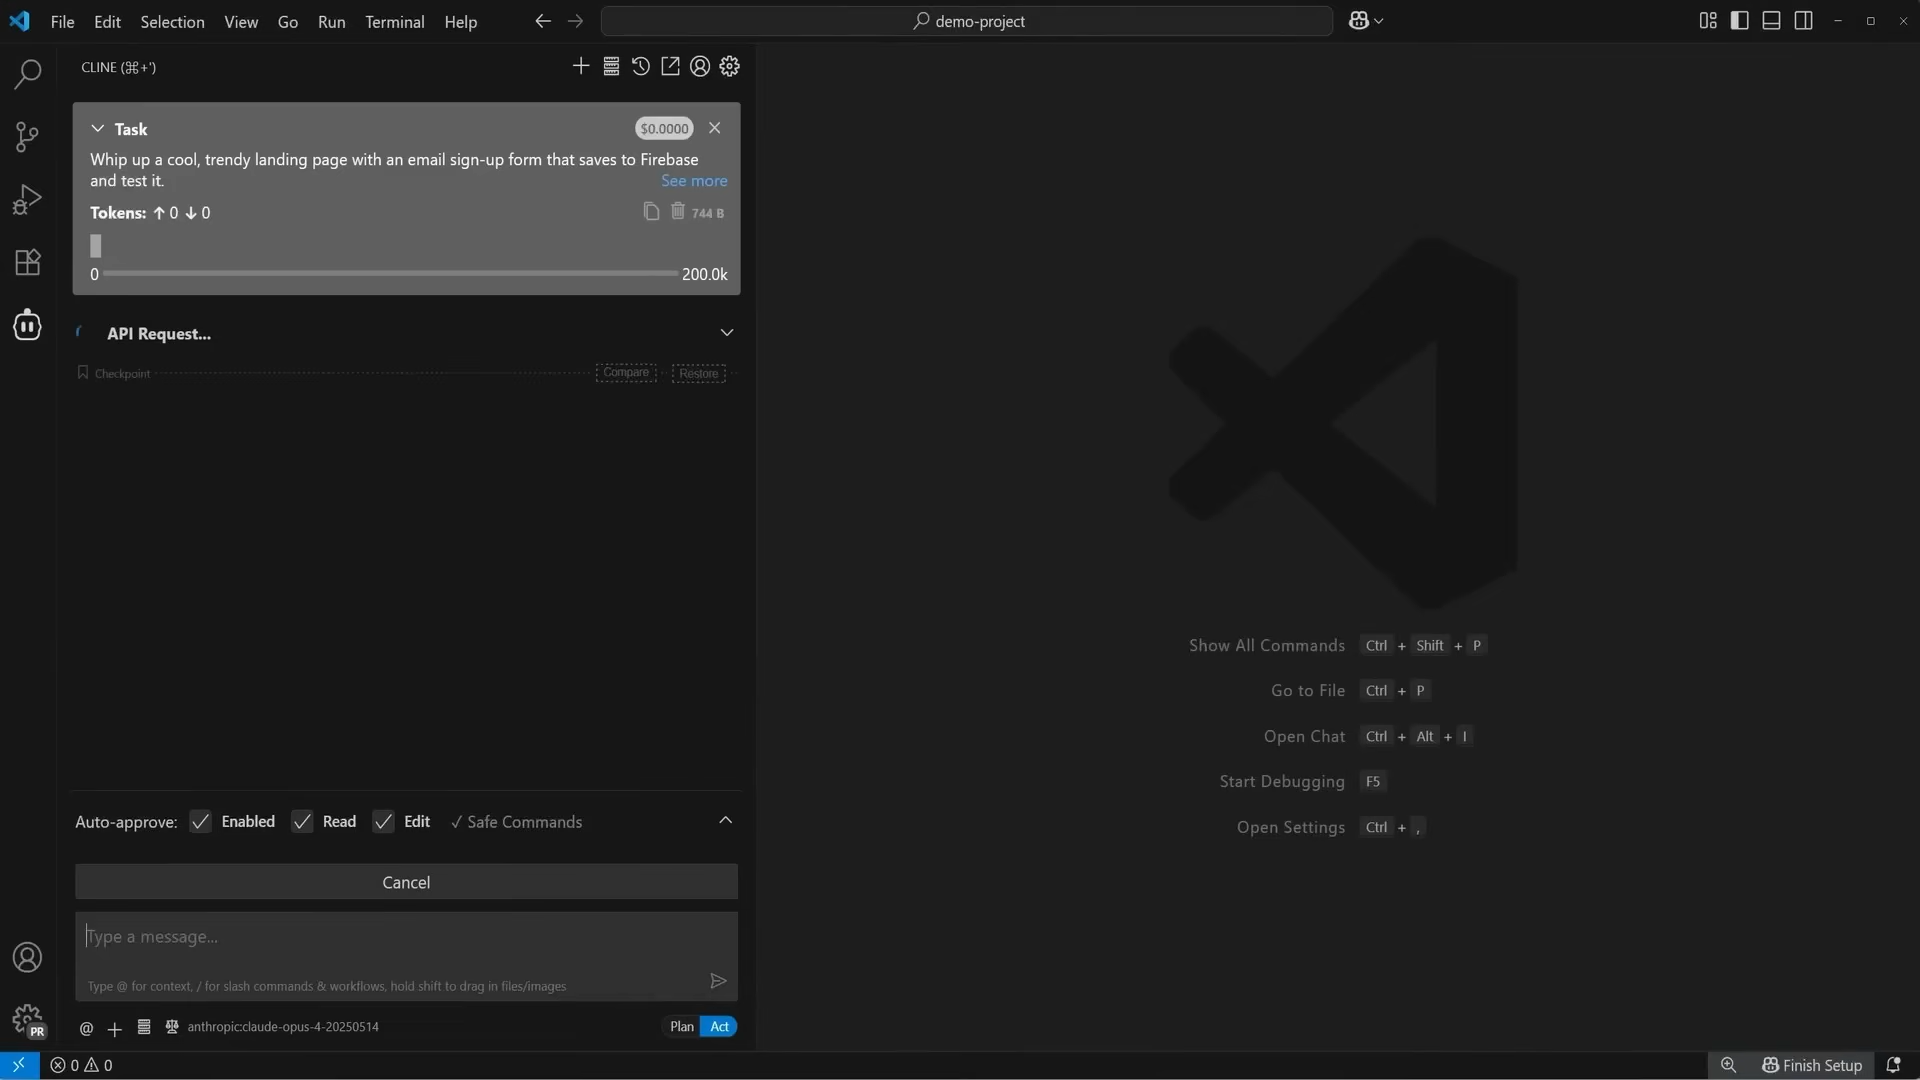 File Edit Selection View Go Run Terminal Help
demo-project
CLINE (⌘+')
Task
$0.0000
Whip up a cool, trendy landing page with an email sign-up form that saves to Firebase
and test it.
See more
Tokens: ↑ 0 ↓ 0
744 B
0
200.0k
API Request...
Checkpoint
Compare
Restore
Show All Commands Ctrl + Shift + P
Go to File Ctrl + P
Open Chat Ctrl + Alt + I
Start Debugging F5
Open Settings Ctrl + ,
Auto-approve: Enabled Read Edit ✓ Safe Commands
Cancel
Type a message...
Type @ for context, / for slash commands & workflows, hold shift to drag in files/images
@ anthropic:claude-opus-4-20250514
Plan Act
PR
0 0
Finish Setup